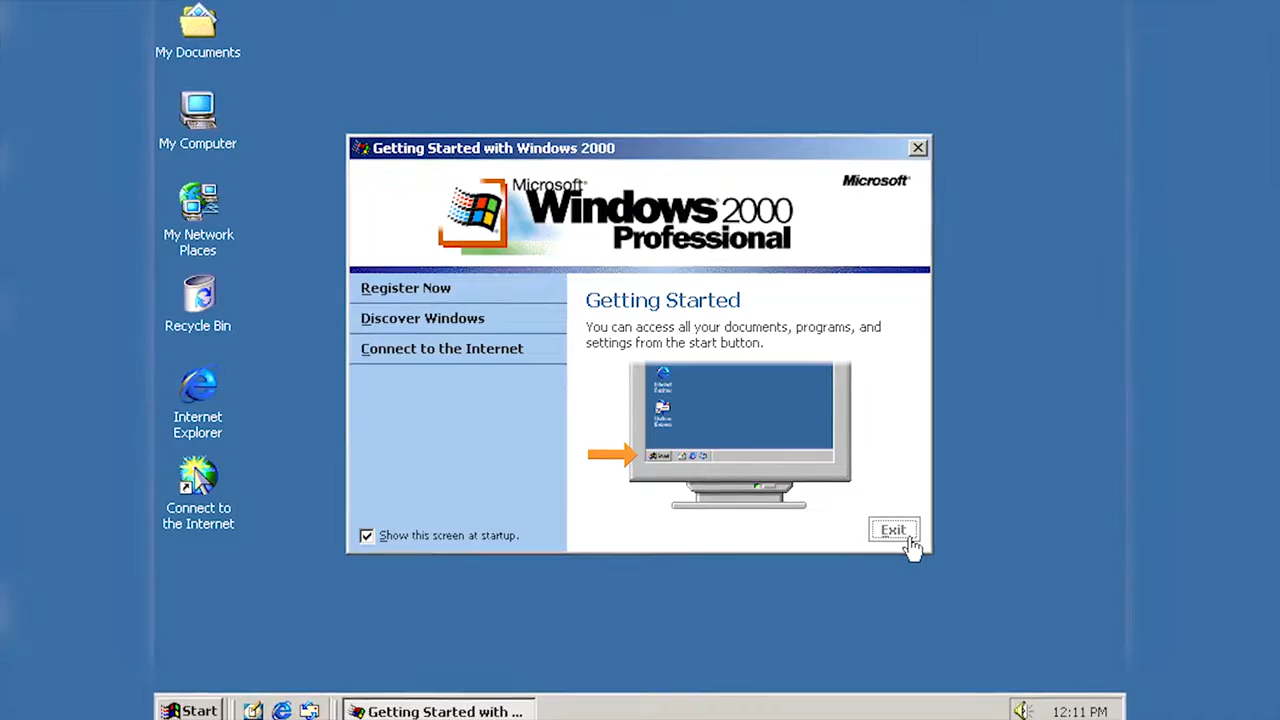 My Documents
My Computer
My Network
Places
Recycle Bin
Internet
Explorer
Connect to
the Internet
Getting Started with Windows 2000
Microsoft®
Windows 2000
Professional
Microsoft®
Register Now
Discover Windows
Connect to the Internet
Show this screen at startup.
Getting Started
You can access all your documents, programs, and
settings from the start button.
Internet
Explorer
Start
Exit
Start
Getting Started with ...
12:11 PM